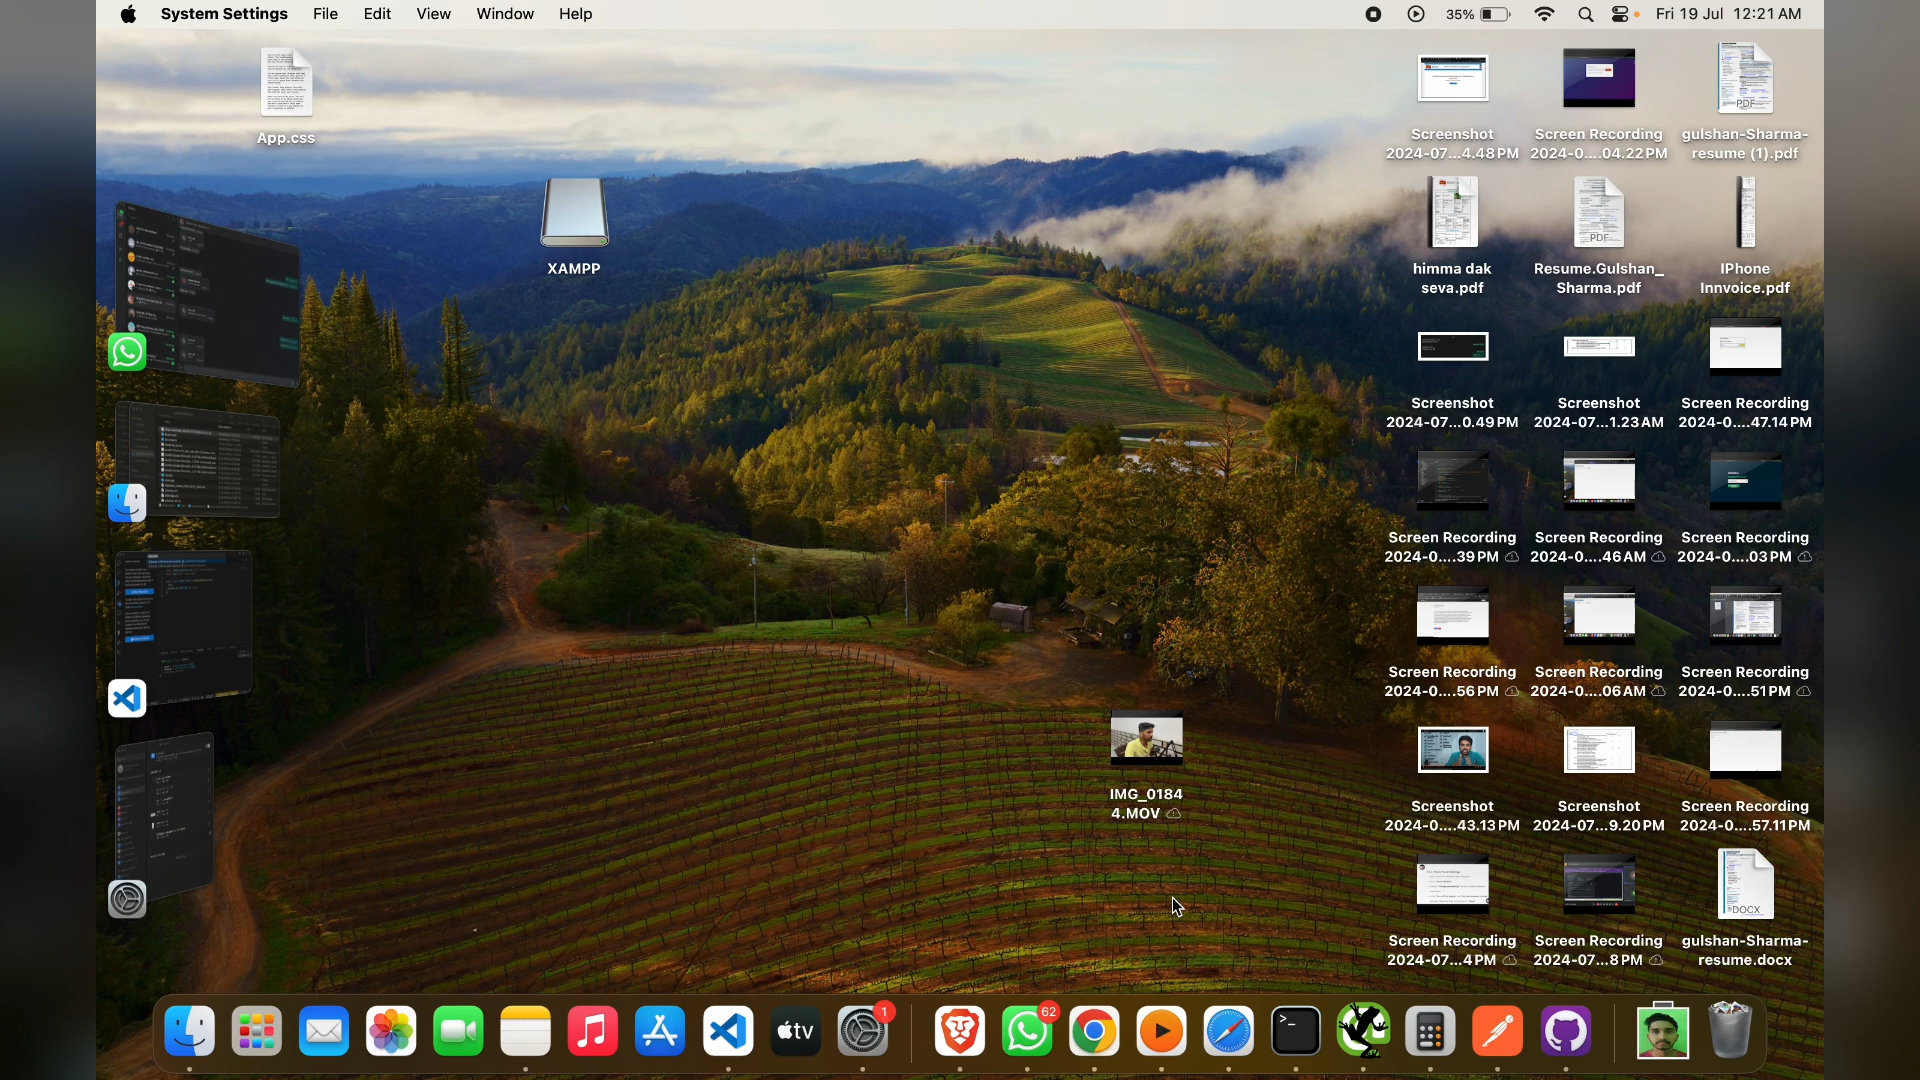 System Settings File Edit View Window Help
35% Fri 19 Jul 12:21 AM
App.css
XAMPP
Screenshot
2024-07...4.48 PM
Screen Recording
2024-0....04.22 PM
gulshan-Sharma-
resume (1).pdf
PDF
himma dak
seva.pdf
Resume.Gulshan_
Sharma.pdf
PDF
IPhone
Innvoice.pdf
Screenshot
2024-07...0.49 PM
Screenshot
2024-07...1.23 AM
Screen Recording
2024-0....47.14 PM
Screen Recording
2024-0....39 PM
Screen Recording
2024-0....46 AM
Screen Recording
2024-0....03 PM
Screen Recording
2024-0....56 PM
Screen Recording
2024-0....06 AM
Screen Recording
2024-0....51 PM
IMG_0184
4.MOV
Screenshot
2024-0....43.13 PM
Screenshot
2024-07...9.20 PM
Screen Recording
2024-0....57.11 PM
Screen Recording
2024-07...4 PM
Screen Recording
2024-07...8 PM
DOCX
gulshan-Sharma-
resume.docx
tv
1
62